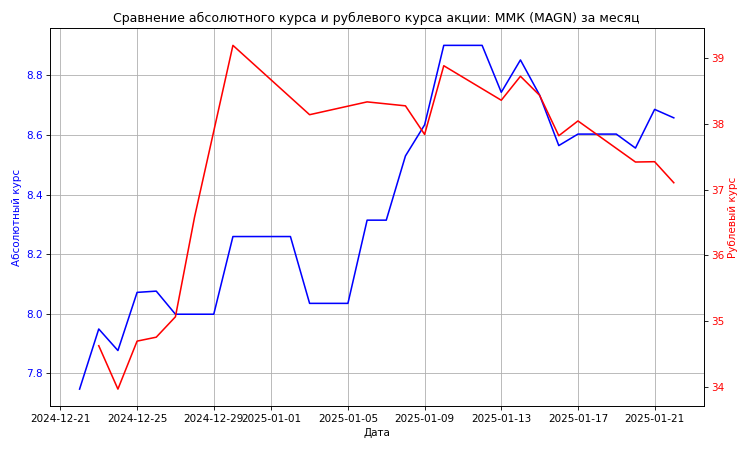 Сравнение абсолютного курса и рублевого курса акции: ММК (MAGN) за месяц
Абсолютный курс
8.8
8.6
8.4
8.2
8.0
7.8
39
38
37
36
35
34
Рублевый курс
2024-12-21 2024-12-25 2024-12-29 2025-01-01 2025-01-05 2025-01-09 2025-01-13 2025-01-17 2025-01-21
Дата